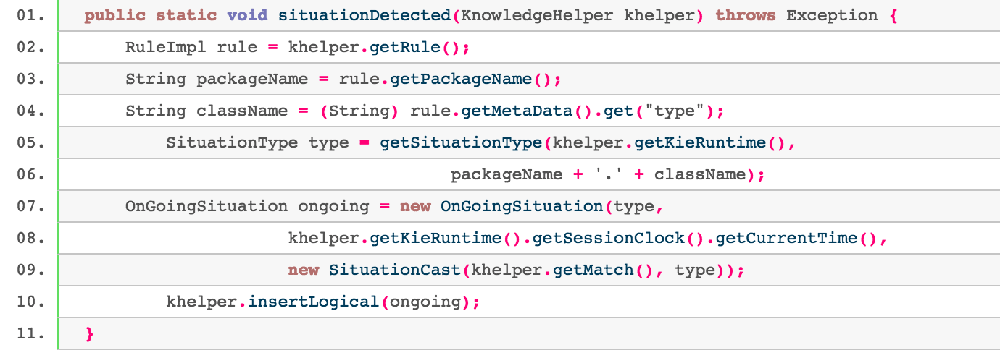 01. public static void situationDetected(KnowledgeHelper khelper) throws Exception {
02. RuleImpl rule = khelper.getRule();
03. String packageName = rule.getPackageName();
04. String className = (String) rule.getMetaData().get("type");
05. SituationType type = getSituationType(khelper.getKieRuntime(),
06. packageName + '.' + className);
07. OnGoingSituation ongoing = new OnGoingSituation(type,
08. khelper.getKieRuntime().getSessionClock().getCurrentTime(),
09. new SituationCast(khelper.getMatch(), type));
10. khelper.insertLogical(ongoing);
11. }